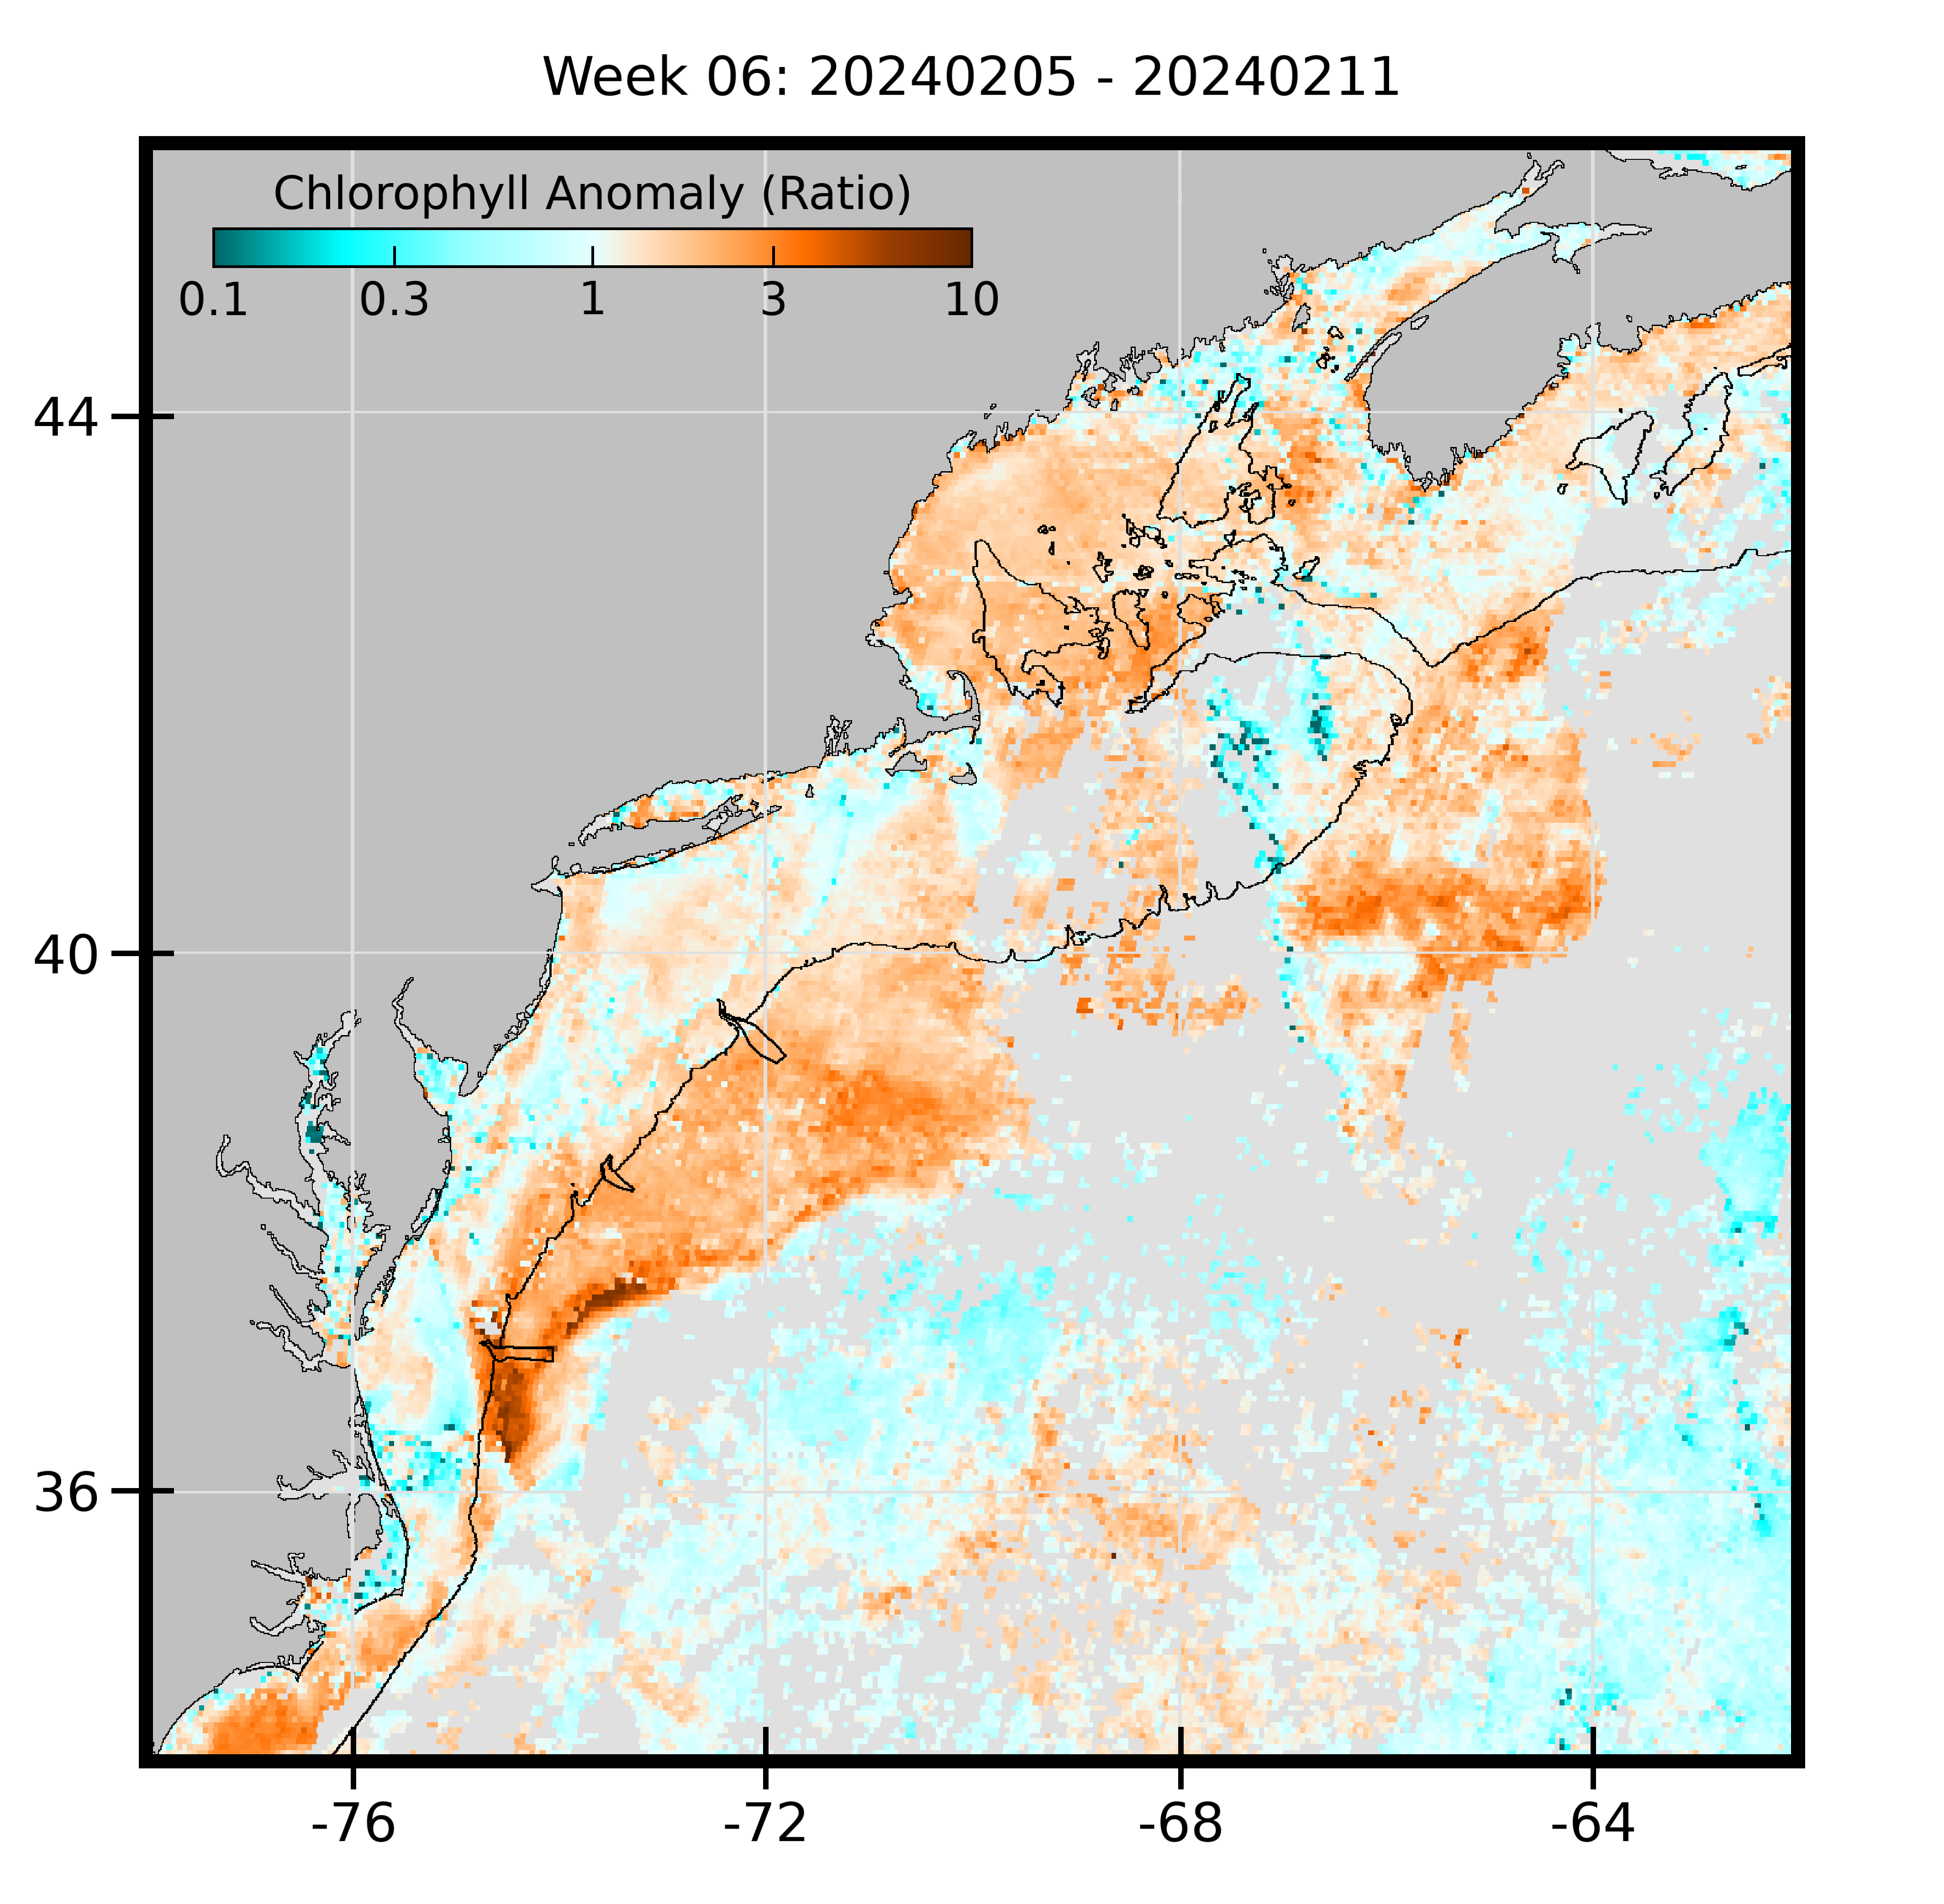 Week 06: 20240205 - 20240211
Chlorophyll Anomaly (Ratio)
0.1 0.3 1 3 10
44
40
36
-76 -72 -68 -64